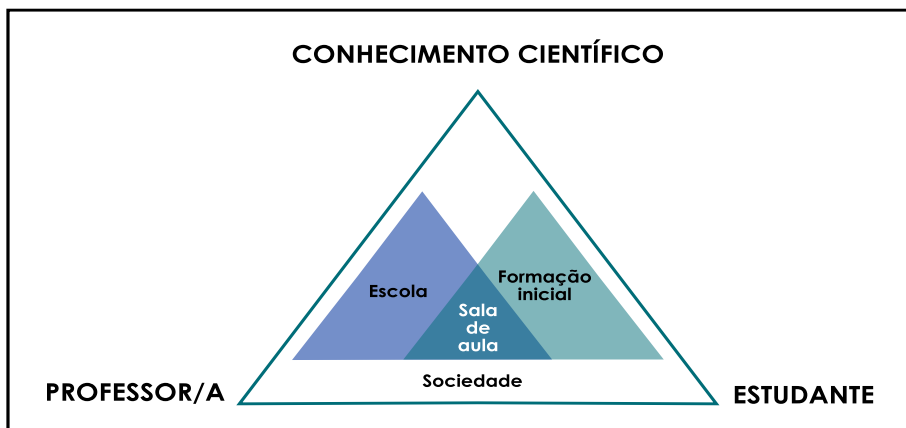 CONHECIMENTO CIENTÍFICO
Escola
Formação
inicial
Sala
de
aula
Sociedade
PROFESSOR/A
ESTUDANTE